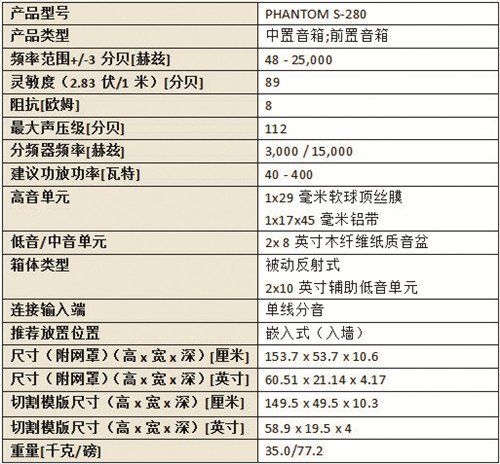 产品型号 PHANTOM S-280
产品类型 中置音箱;前置音箱
频率范围+/-3 分贝[赫兹] 48 - 25,000
灵敏度（2.83 伏/1 米）[分贝] 89
阻抗[欧姆] 8
最大声压级[分贝] 112
分频器频率[赫兹] 3,000 / 15,000
建议功放功率[瓦特] 40 - 400
高音单元 1x29 毫米软球顶丝膜
1x17x45 毫米铝带
低音/中音单元 2x 8 英寸木纤维纸质音盆
箱体类型 被动反射式
2x10 英寸辅助低音单元
连接输入端 单线分音
推荐放置位置 嵌入式（入墙）
尺寸（附网罩）（高 x 宽 x 深）[厘米] 153.7 x 53.7 x 10.6
尺寸（附网罩）（高 x 宽 x 深）[英寸] 60.51 x 21.14 x 4.17
切割模版尺寸（高 x 宽 x 深）[厘米] 149.5 x 49.5 x 10.3
切割模版尺寸（高 x 宽 x 深）[英寸] 58.9 x 19.5 x 4
重量[千克/磅] 35.0/77.2